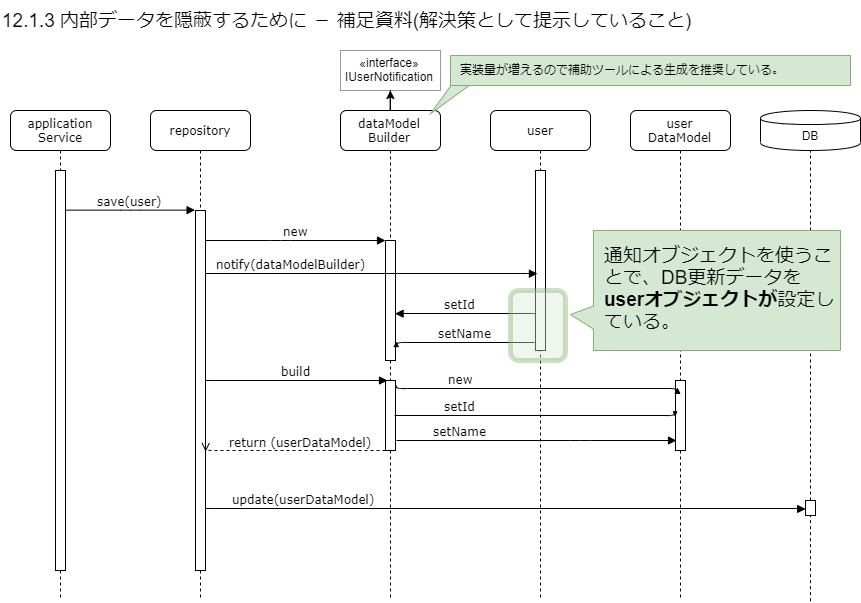 12.1.3 内部データを隠蔽するために － 補足資料(解決策として提示していること)
«interface»
IUserNotification
実装量が増えるので補助ツールによる生成を推奨している。
application
Service
repository
dataModel
Builder
user
user
DataModel
DB
save(user)
new
notify(dataModelBuilder)
通知オブジェクトを使うこ
とで、DB更新データを
userオブジェクトが設定し
ている。
setId
setName
build
new
setId
setName
return (userDataModel)
update(userDataModel)